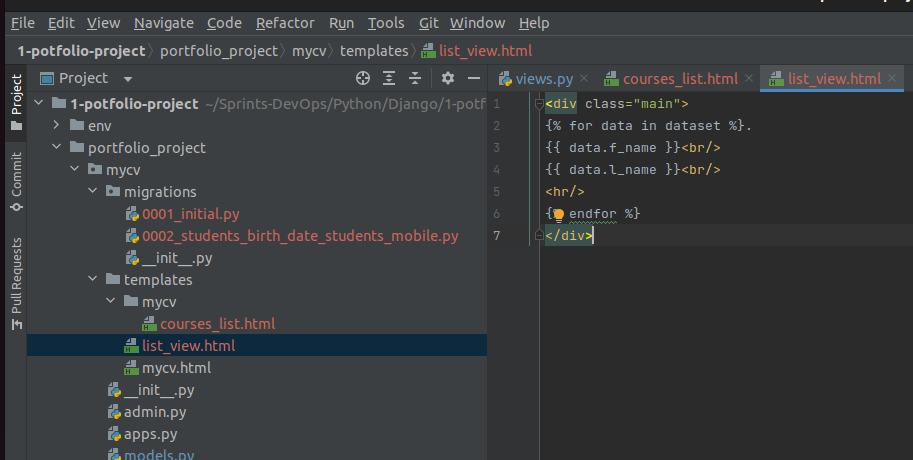 File Edit View Navigate Code Refactor Run Tools Git Window Help
1-potfolio-project portfolio_project mycv templates list_view.html
Project
Commit
Pull Requests
Project
1-potfolio-project ~/Sprints-DevOps/Python/Django/1-potf
env
portfolio_project
mycv
migrations
0001_initial.py
0002_students_birth_date_students_mobile.py
__init__.py
templates
mycv
courses_list.html
list_view.html
mycv.html
__init__.py
admin.py
apps.py
models.py
views.py courses_list.html list_view.html
1 <div class="main">
2 {% for data in dataset %}.
3 {{ data.f_name }}<br/>
4 {{ data.l_name }}<br/>
5 <hr/>
6 {% endfor %}
7 </div>